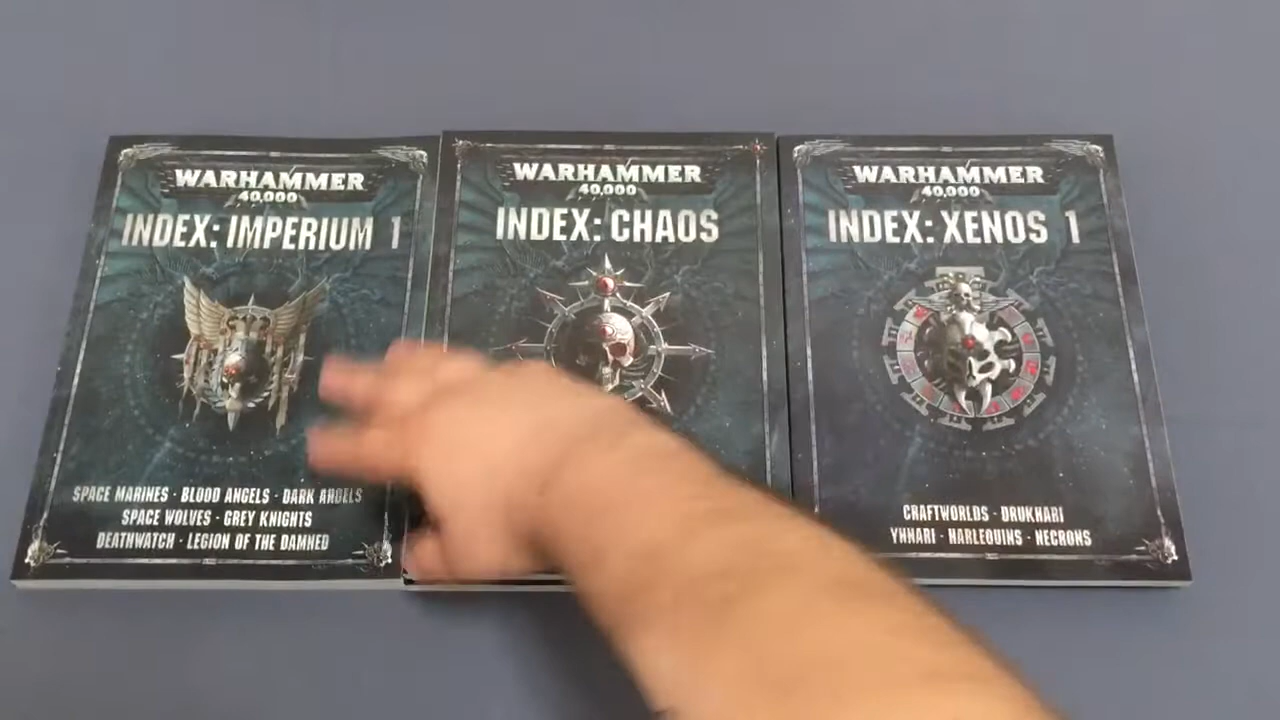 WARHAMMER
40,000
INDEX: IMPERIUM 1
SPACE MARINES · BLOOD ANGELS · DARK ANGELS
SPACE WOLVES · GREY KNIGHTS
DEATHWATCH · LEGION OF THE DAMNED
WARHAMMER
40,000
INDEX: CHAOS
WARHAMMER
40,000
INDEX: XENOS 1
CRAFTWORLDS · DRUKHARI
YNNARI · HARLEQUINS · NECRONS